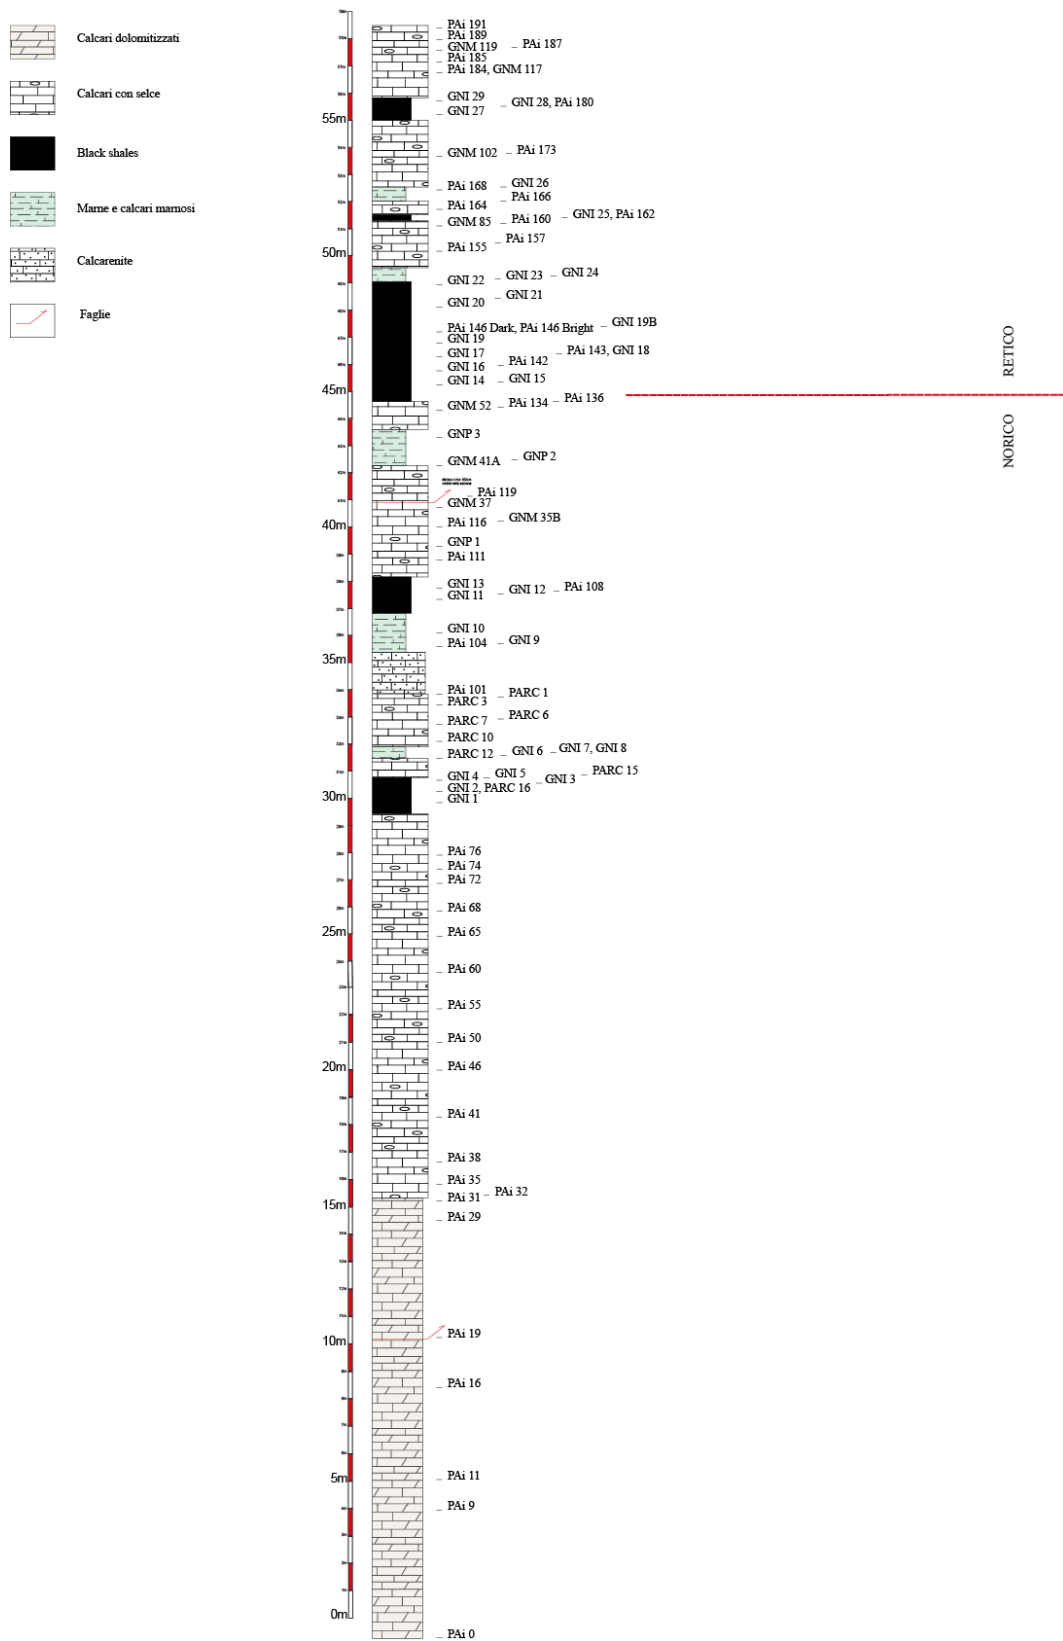 Calcari dolomitizzati
Calcari con selce
Black shales
Marne e calcari marnosi
Calcarenite
Faglie
PAi 191
PAi 189
GNM 119 PAi 187
PAi 185
PAi 184, GNM 117
GNI 29
GNI 28, PAi 180
GNI 27
55m
GNM 102 PAi 173
PAi 168 GNI 26
PAi 166
PAi 164
GNI 25, PAi 162
GNM 85 PAi 160
PAi 157
PAi 155
50m
GNI 22 GNI 23 GNI 24
GNI 21
GNI 20
PAi 146 Dark, PAi 146 Bright GNI 19B
GNI 19
GNI 17 PAi 143, GNI 18
GNI 16 PAi 142
GNI 14 GNI 15
RETICO
45m
GNM 52 PAi 134 PAi 136
NORICO
GNP 3
GNM 41A GNP 2
PAi 119
GNM 37
PAi 116 GNM 35B
40m
GNP 1
PAi 111
GNI 13 GNI 12 PAi 108
GNI 11
GNI 10
PAi 104 GNI 9
35m
PAi 101 PARC 1
PARC 3
PARC 7 PARC 6
PARC 10
PARC 12 GNI 6 GNI 7, GNI 8
GNI 4 GNI 5 GNI 3 PARC 15
GNI 2, PARC 16
30m GNI 1
PAi 76
PAi 74
PAi 72
PAi 68
25m PAi 65
PAi 60
PAi 55
PAi 50
20m PAi 46
PAi 41
PAi 38
PAi 35
PAi 31 PAi 32
15m
PAi 29
10m PAi 19
PAi 16
5m PAi 11
PAi 9
0m
PAi 0